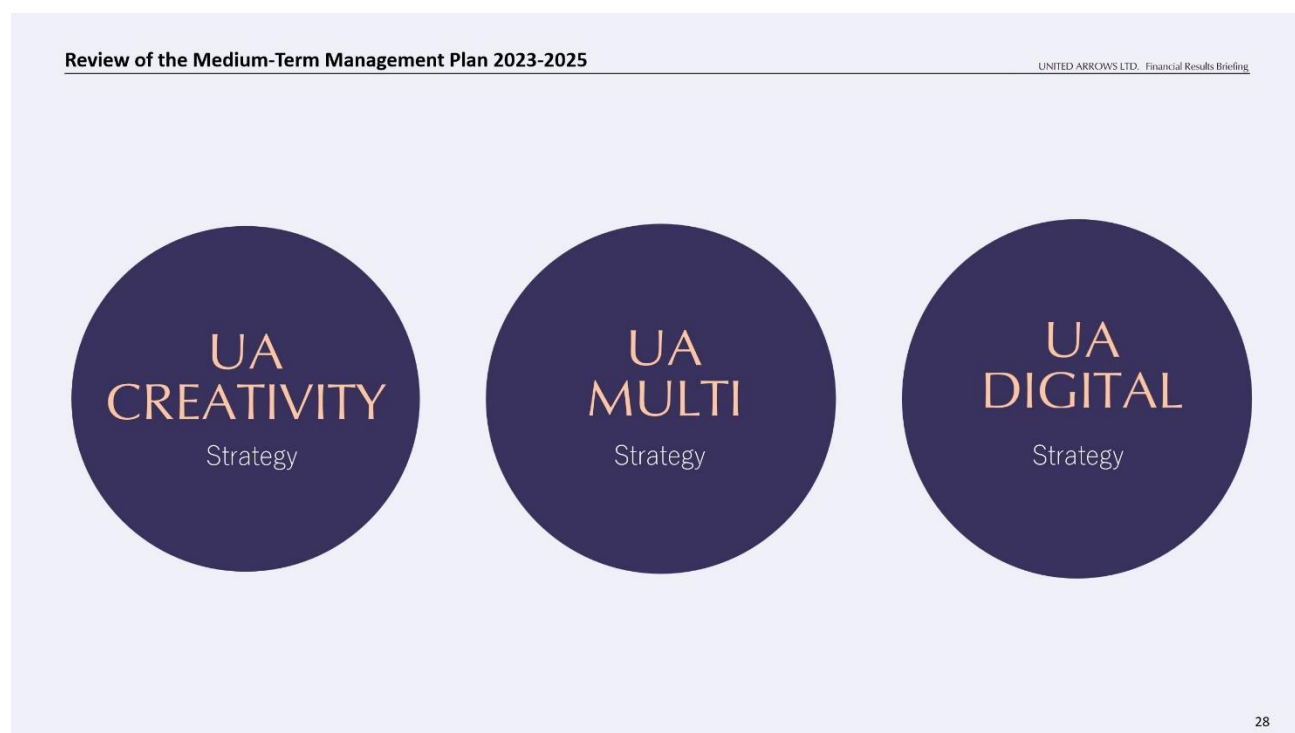 Review of the Medium-Term Management Plan 2023-2025
UNITED ARROWS LTD. Financial Results Briefing
UA
CREATIVITY
Strategy
UA
MULTI
Strategy
UA
DIGITAL
Strategy
28